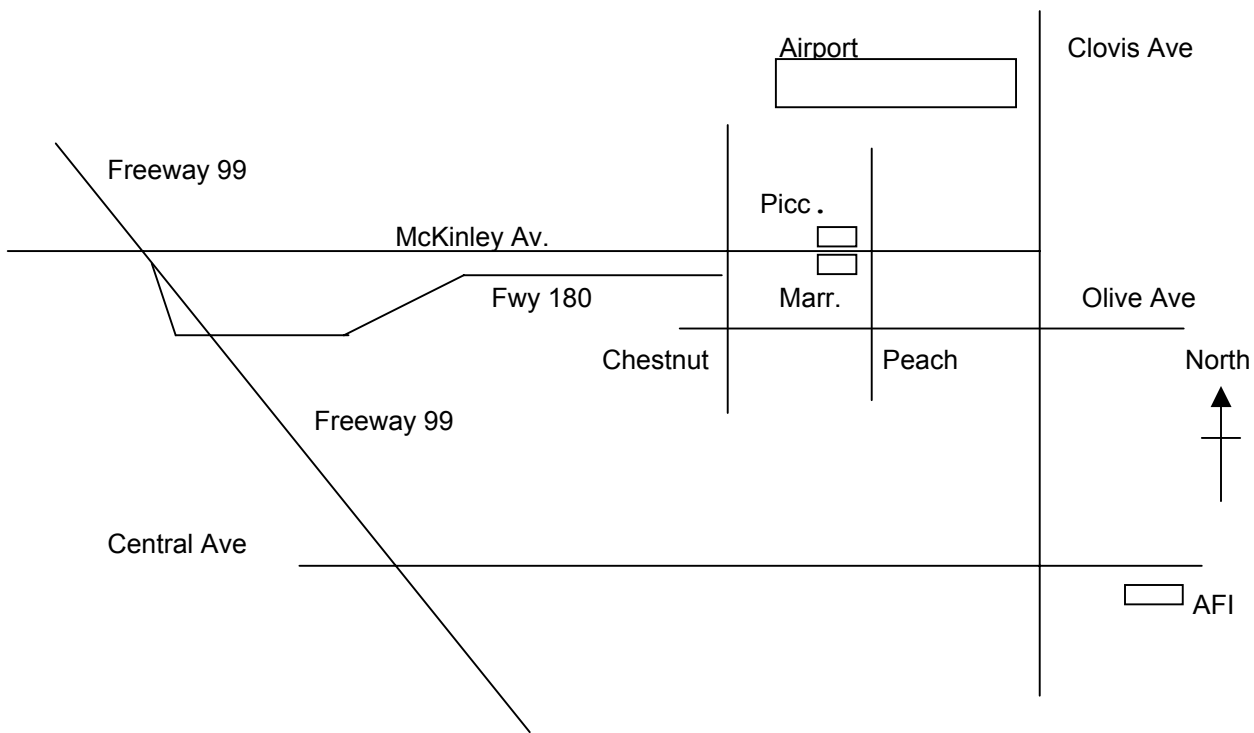 Airport
Clovis Ave
Freeway 99
Picc .
McKinley Av.
Fwy 180
Marr.
Olive Ave
Chestnut
Peach
North
Freeway 99
Central Ave
AFI